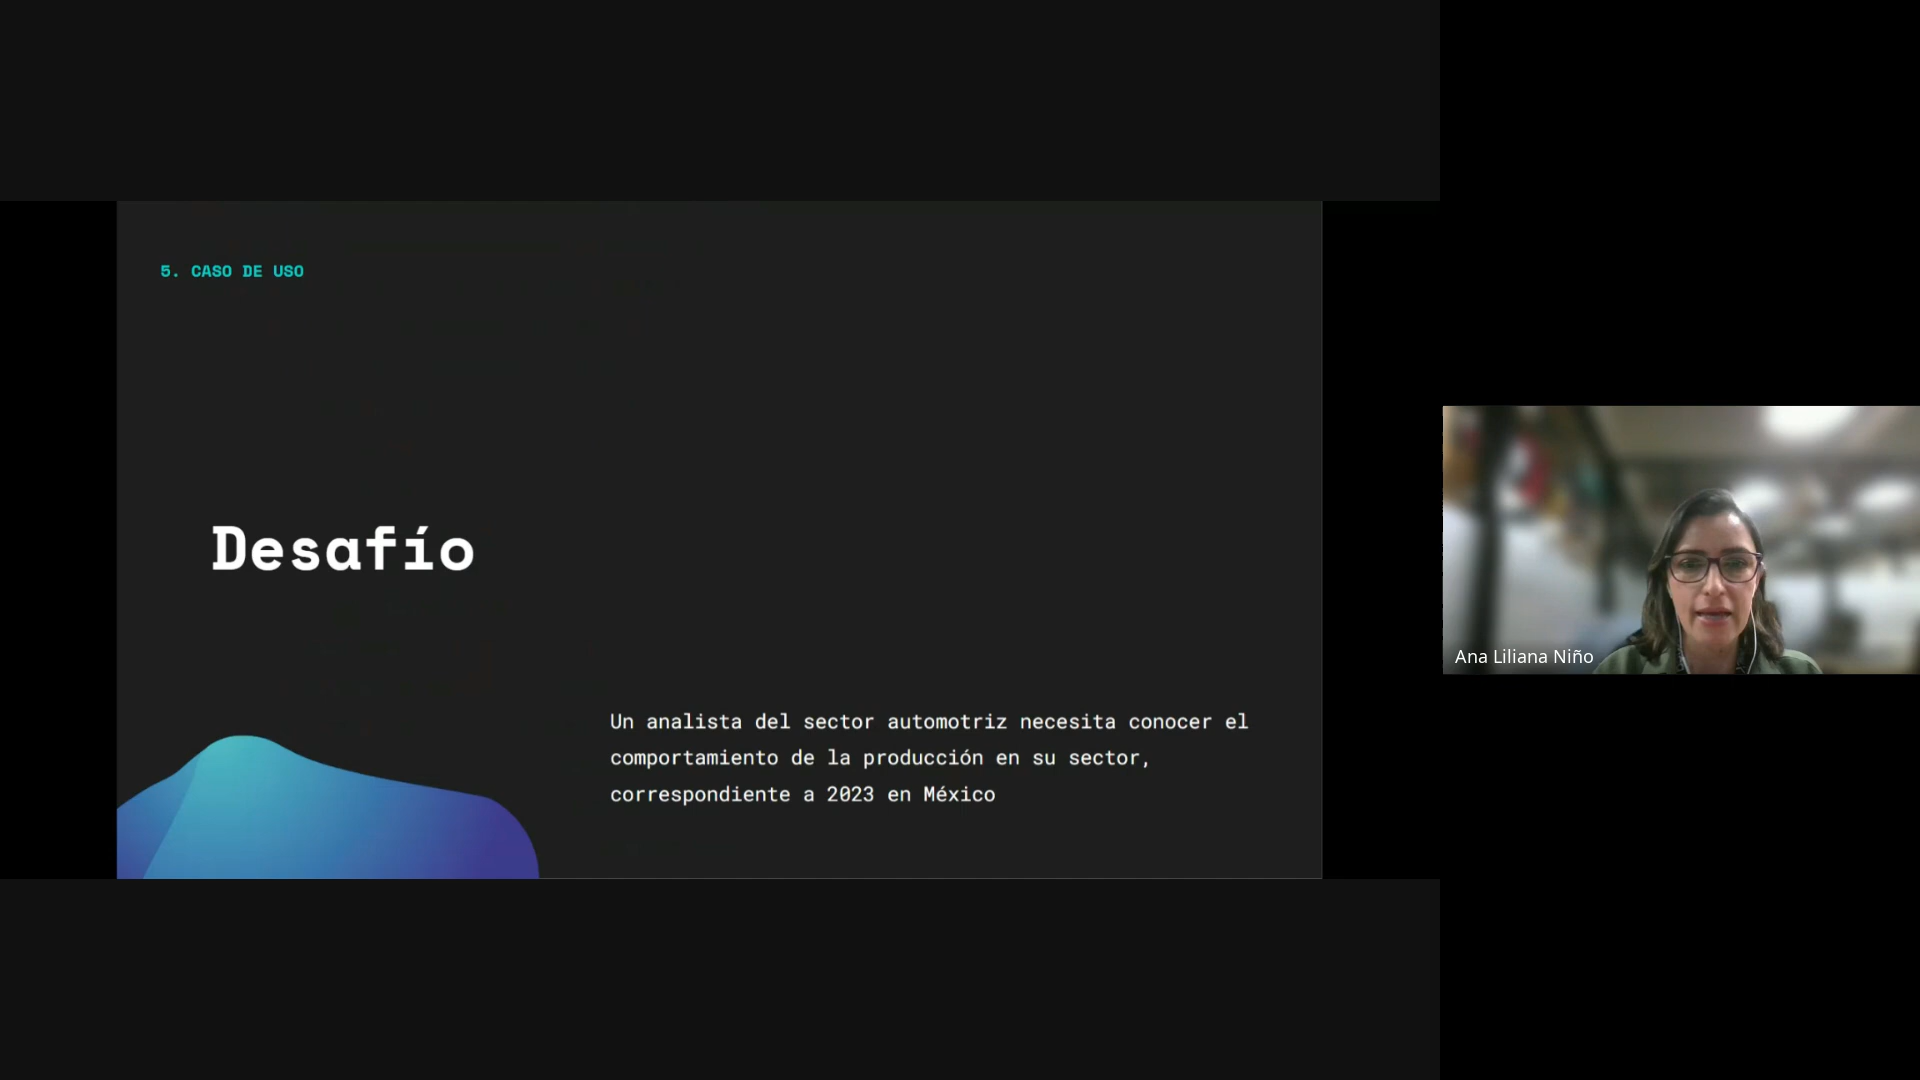 5. CASO DE USO
Desafío
Un analista del sector automotriz necesita conocer el
comportamiento de la producción en su sector,
correspondiente a 2023 en México
Ana Liliana Niño